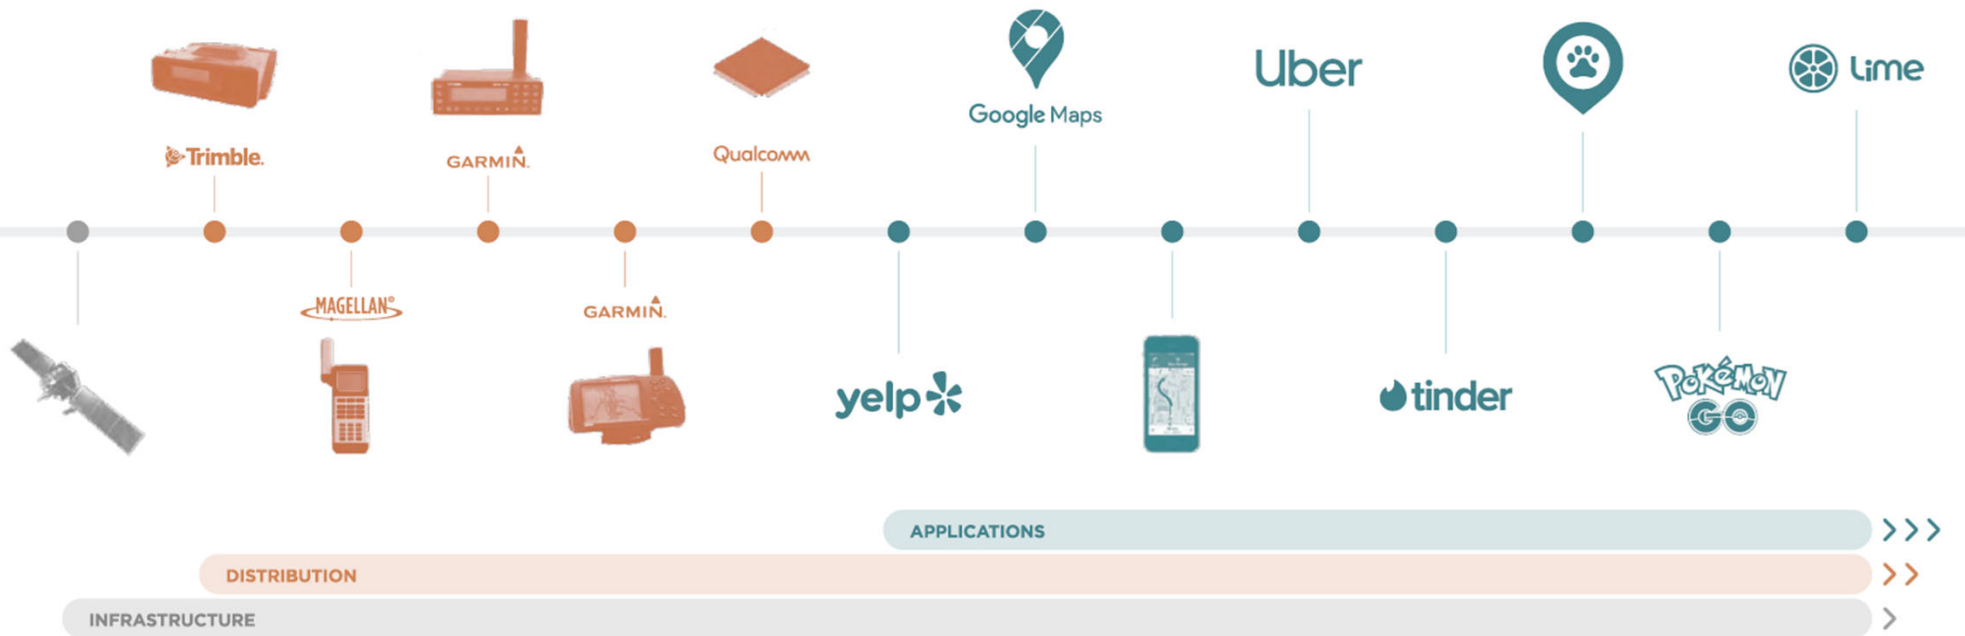 Trimble.
GARMIN.
Qualcomm
Google Maps
Uber
Lime
MAGELLAN®
GARMIN.
yelp
tinder
POKéMON
GO
APPLICATIONS
DISTRIBUTION
INFRASTRUCTURE